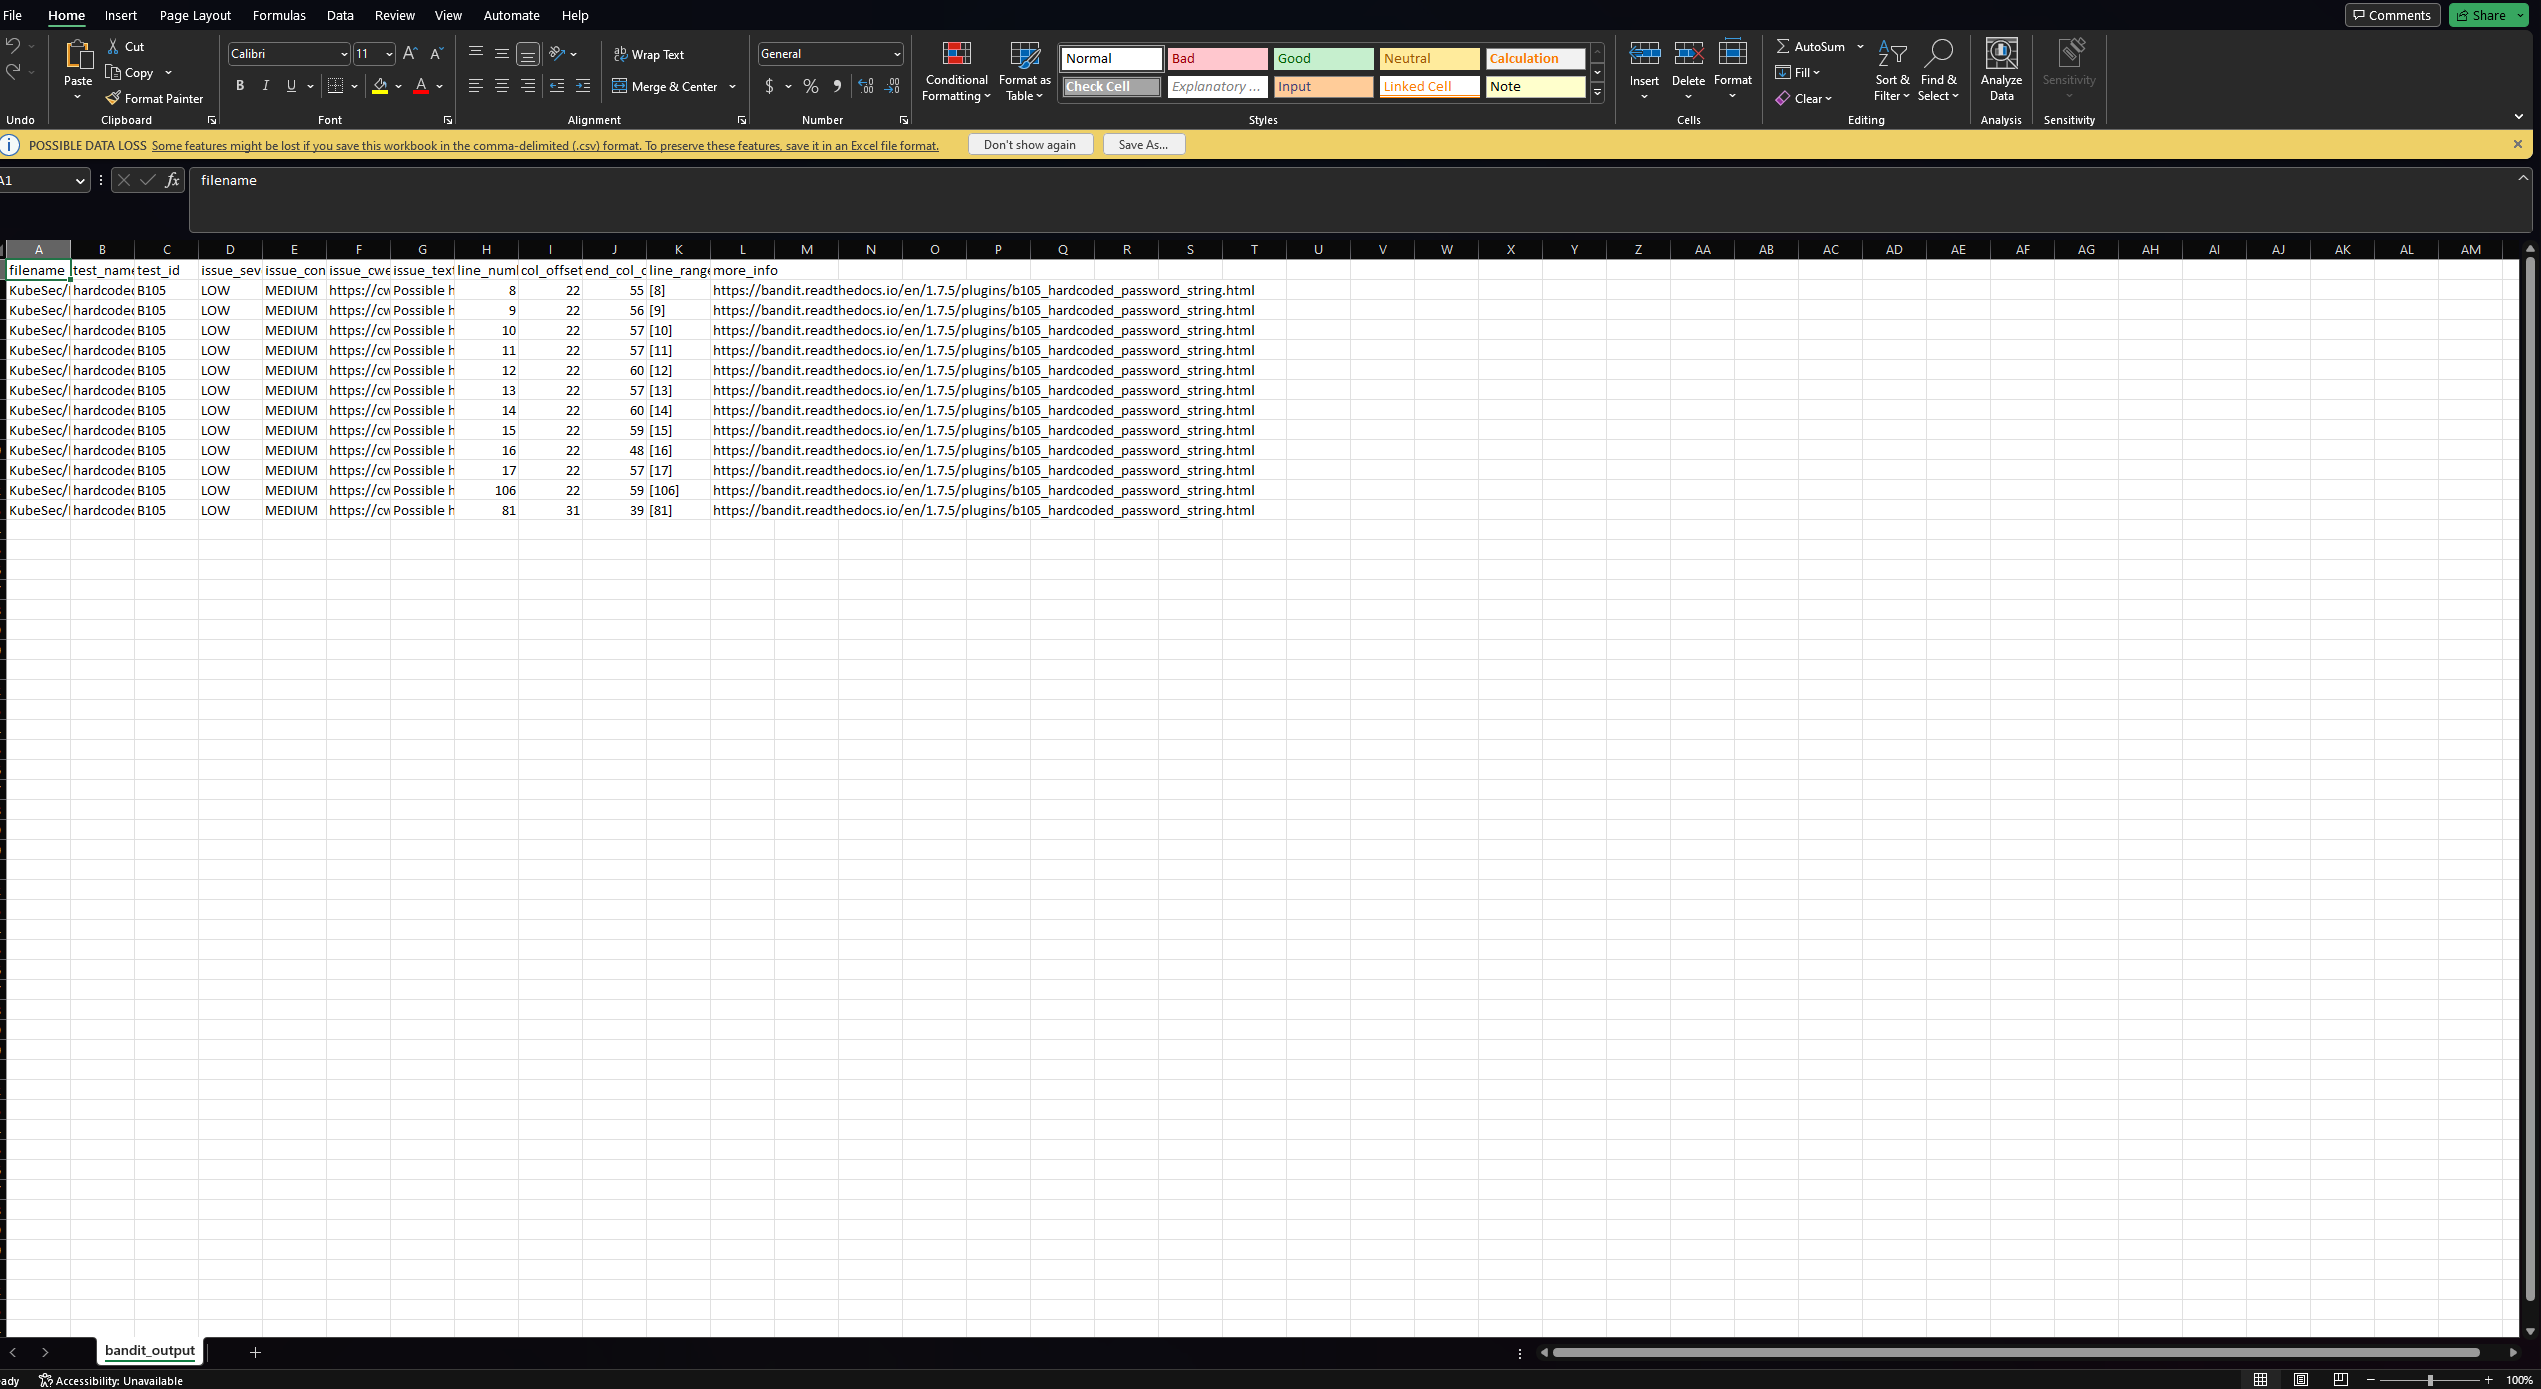 File Home Insert Page Layout Formulas Data Review View Automate Help Comments Share
Cut
Copy
Format Painter
Paste
Calibri 11
B I U
Wrap Text
Merge & Center
General
$ % 9
Conditional Formatting
Format as Table
Normal Bad Good Neutral Calculation
Check Cell Explanatory ... Input Linked Cell Note
Insert Delete Format
AutoSum
Fill
Clear
Sort & Filter
Find & Select
Analyze Data
Sensitivity
Undo Clipboard Font Alignment Number Styles Cells Editing Analysis Sensitivity
POSSIBLE DATA LOSS Some features might be lost if you save this workbook in the comma-delimited (.csv) format. To preserve these features, save it in an Excel file format. Don't show again Save As...
A1 fx filename
A B C D E F G H I J K L M N O P Q R S T U V W X Y Z AA AB AC AD AE AF AG AH AI AJ AK AL AM
filename test_name test_id issue_sev issue_con issue_cwe issue_text line_num col_offset end_col_o line_range more_info
KubeSec/ hardcoded B105 LOW MEDIUM https://cw Possible h 8 22 55 [8] https://bandit.readthedocs.io/en/1.7.5/plugins/b105_hardcoded_password_string.html
KubeSec/ hardcoded B105 LOW MEDIUM https://cw Possible h 9 22 56 [9] https://bandit.readthedocs.io/en/1.7.5/plugins/b105_hardcoded_password_string.html
KubeSec/ hardcoded B105 LOW MEDIUM https://cw Possible h 10 22 57 [10] https://bandit.readthedocs.io/en/1.7.5/plugins/b105_hardcoded_password_string.html
KubeSec/ hardcoded B105 LOW MEDIUM https://cw Possible h 11 22 57 [11] https://bandit.readthedocs.io/en/1.7.5/plugins/b105_hardcoded_password_string.html
KubeSec/ hardcoded B105 LOW MEDIUM https://cw Possible h 12 22 60 [12] https://bandit.readthedocs.io/en/1.7.5/plugins/b105_hardcoded_password_string.html
KubeSec/ hardcoded B105 LOW MEDIUM https://cw Possible h 13 22 57 [13] https://bandit.readthedocs.io/en/1.7.5/plugins/b105_hardcoded_password_string.html
KubeSec/ hardcoded B105 LOW MEDIUM https://cw Possible h 14 22 60 [14] https://bandit.readthedocs.io/en/1.7.5/plugins/b105_hardcoded_password_string.html
KubeSec/ hardcoded B105 LOW MEDIUM https://cw Possible h 15 22 59 [15] https://bandit.readthedocs.io/en/1.7.5/plugins/b105_hardcoded_password_string.html
KubeSec/ hardcoded B105 LOW MEDIUM https://cw Possible h 16 22 48 [16] https://bandit.readthedocs.io/en/1.7.5/plugins/b105_hardcoded_password_string.html
KubeSec/ hardcoded B105 LOW MEDIUM https://cw Possible h 17 22 57 [17] https://bandit.readthedocs.io/en/1.7.5/plugins/b105_hardcoded_password_string.html
KubeSec/ hardcoded B105 LOW MEDIUM https://cw Possible h 106 22 59 [106] https://bandit.readthedocs.io/en/1.7.5/plugins/b105_hardcoded_password_string.html
KubeSec/ hardcoded B105 LOW MEDIUM https://cw Possible h 81 31 39 [81] https://bandit.readthedocs.io/en/1.7.5/plugins/b105_hardcoded_password_string.html
bandit_output
ady Accessibility: Unavailable 100%